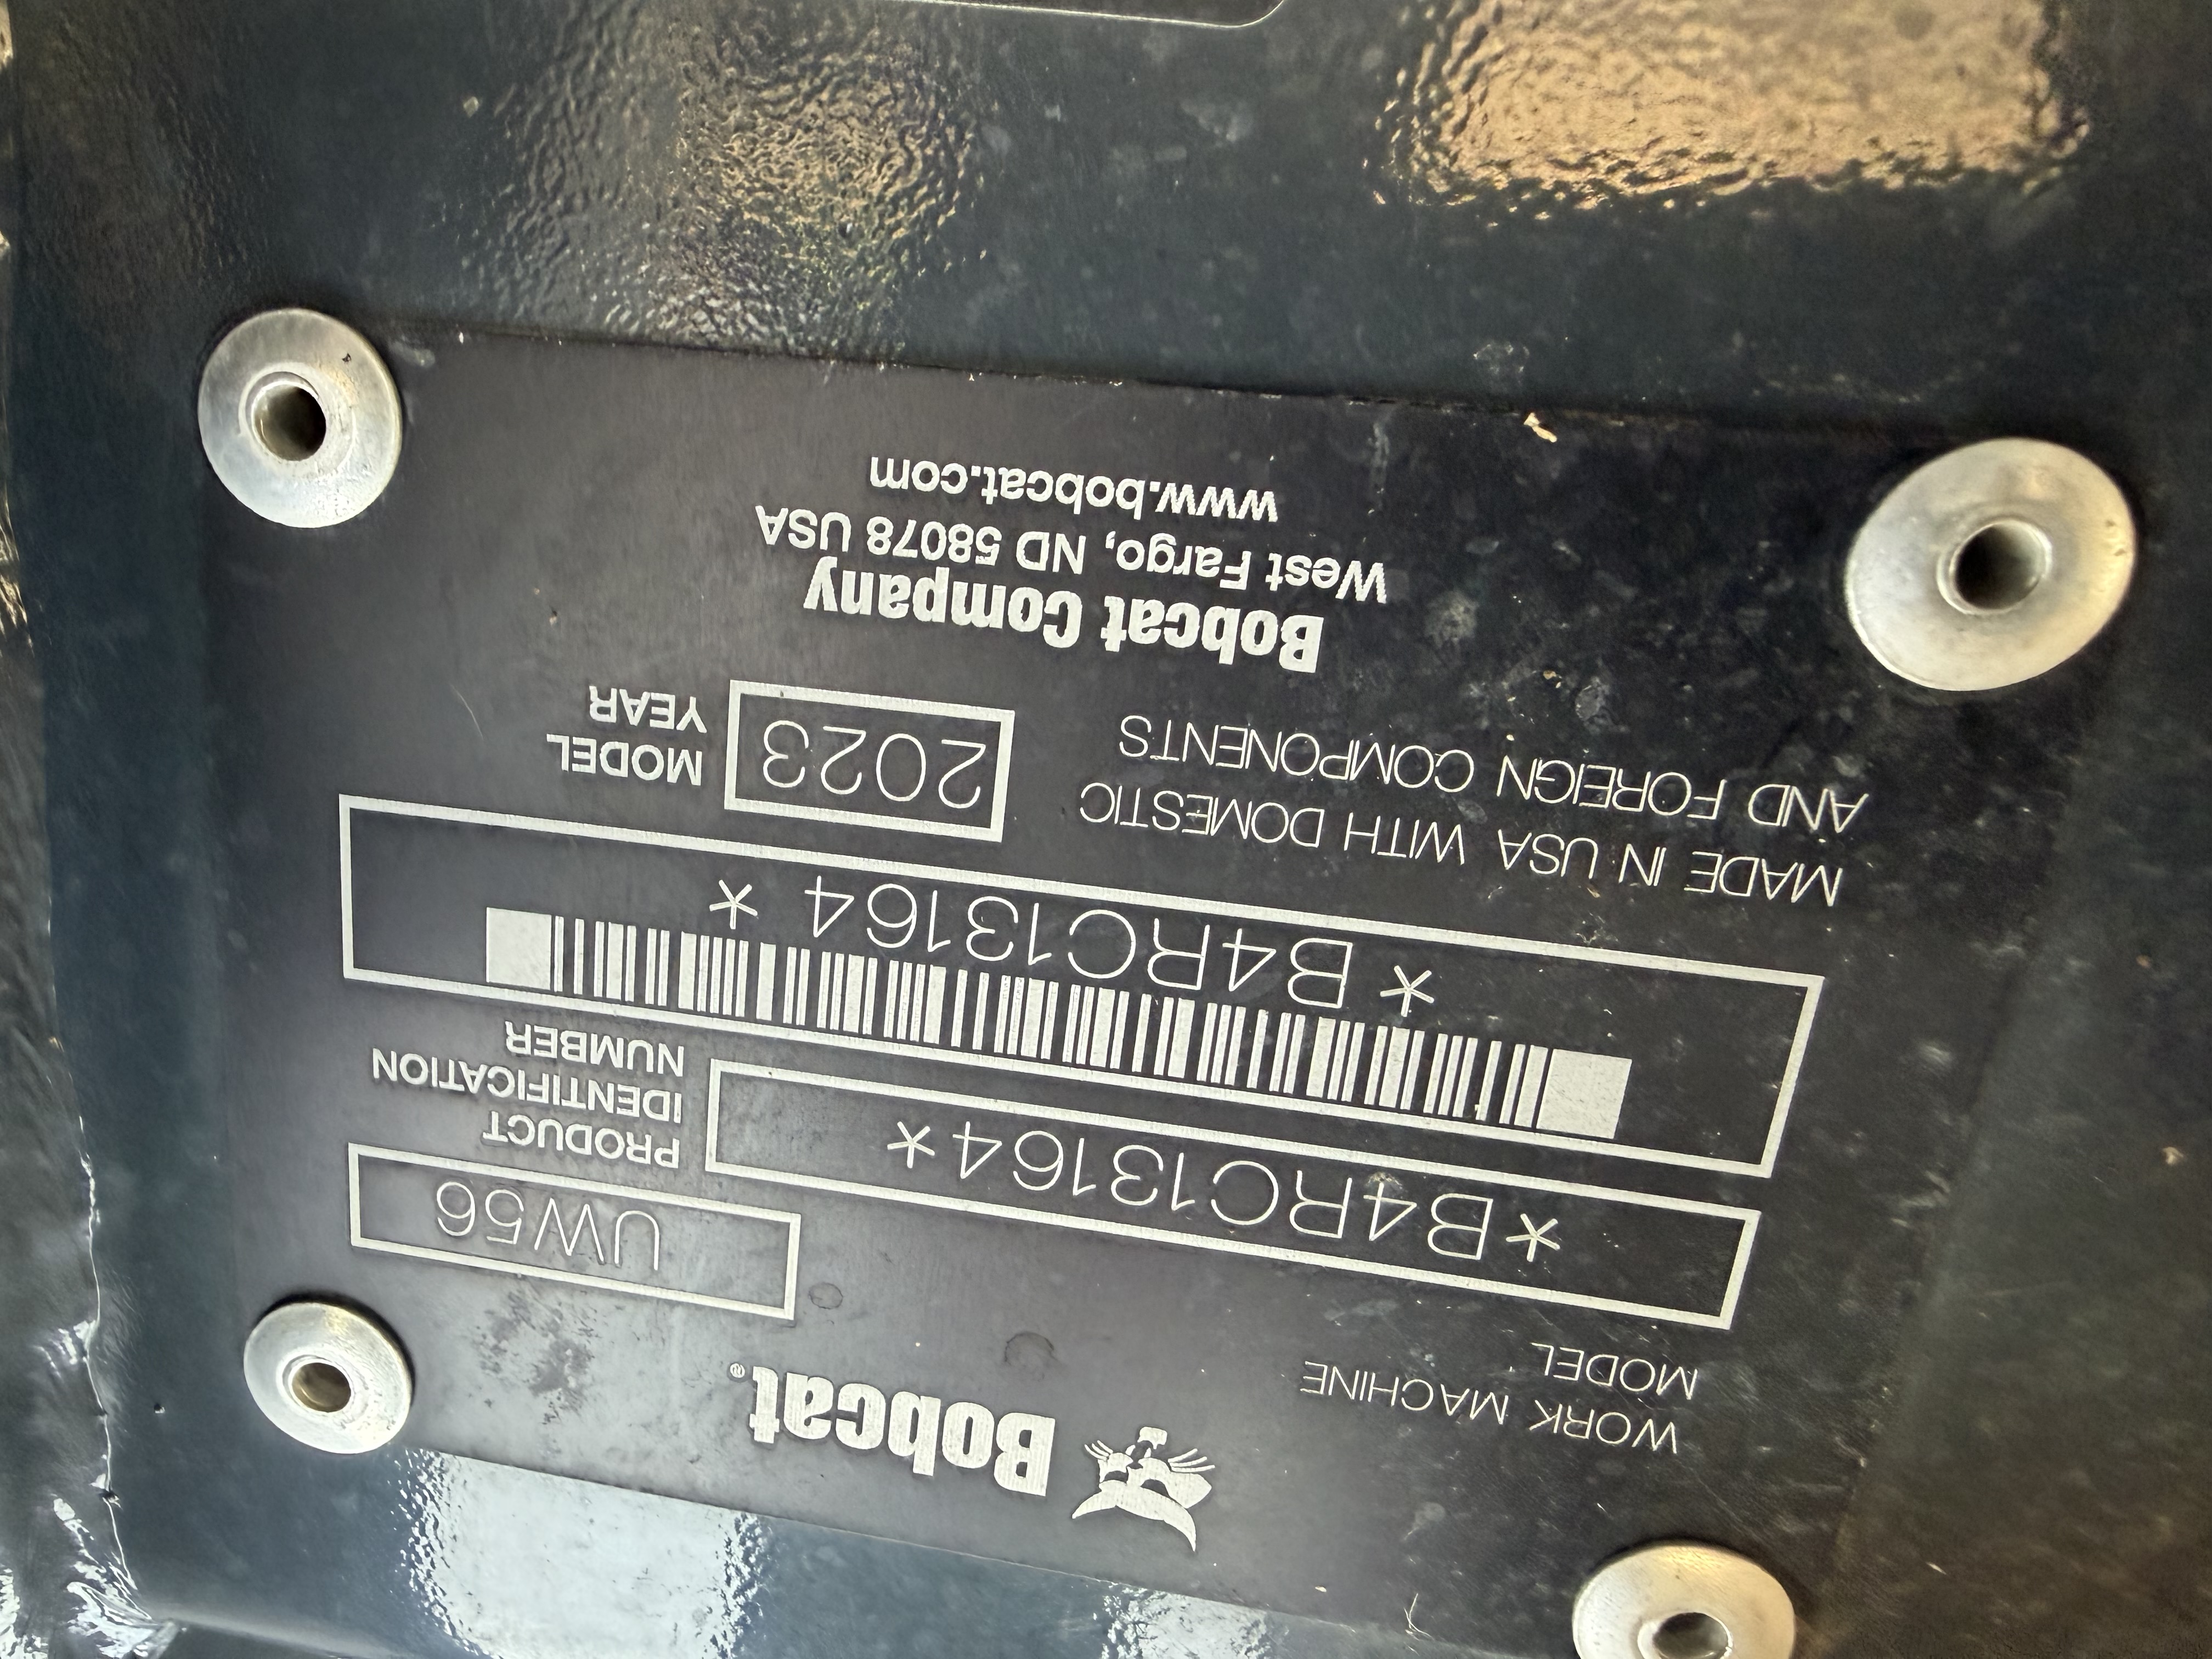 Bobcat®
WORK MACHINE
MODEL
UW56
*B4RC13164*
PRODUCT
IDENTIFICATION
NUMBER
* B4RC13164 *
MADE IN USA WITH DOMESTIC
AND FOREIGN COMPONENTS
2023
MODEL
YEAR
Bobcat Company
West Fargo, ND 58078 USA
www.bobcat.com